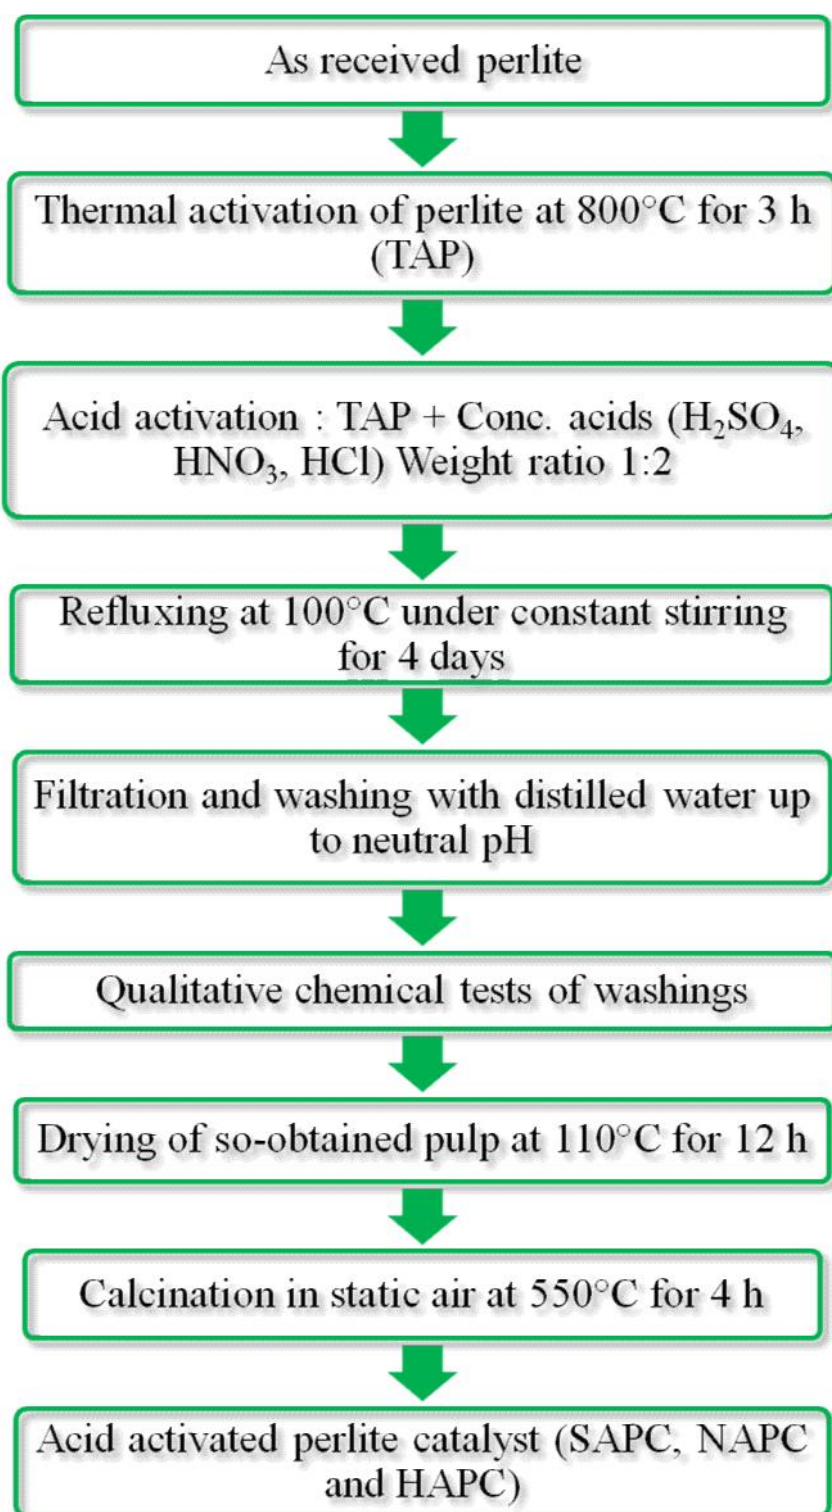 As received perlite
Thermal activation of perlite at 800°C for 3 h
(TAP)
Acid activation : TAP + Conc. acids (H₂SO₄,
HNO₃, HCl) Weight ratio 1:2
Refluxing at 100°C under constant stirring
for 4 days
Filtration and washing with distilled water up
to neutral pH
Qualitative chemical tests of washings
Drying of so-obtained pulp at 110°C for 12 h
Calcination in static air at 550°C for 4 h
Acid activated perlite catalyst (SAPC, NAPC
and HAPC)